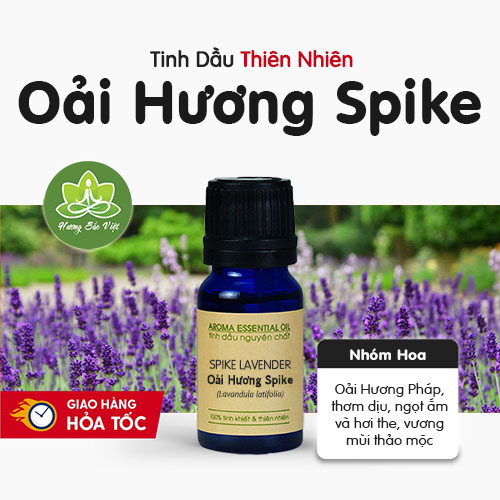 Tinh Dầu Thiên Nhiên
Oải Hương Spike
Hương Sắc Việt
AROMA ESSENTIAL OIL
tinh dầu nguyên chất
SPIKE LAVENDER
Oải Hương Spike
(Lavandula latifolia)
100% tinh khiết & thiên nhiên
GIAO HÀNG
HỎA TỐC
Nhóm Hoa
Oải Hương Pháp,
thơm dịu, ngọt ấm
và hơi the, vương
mùi thảo mộc